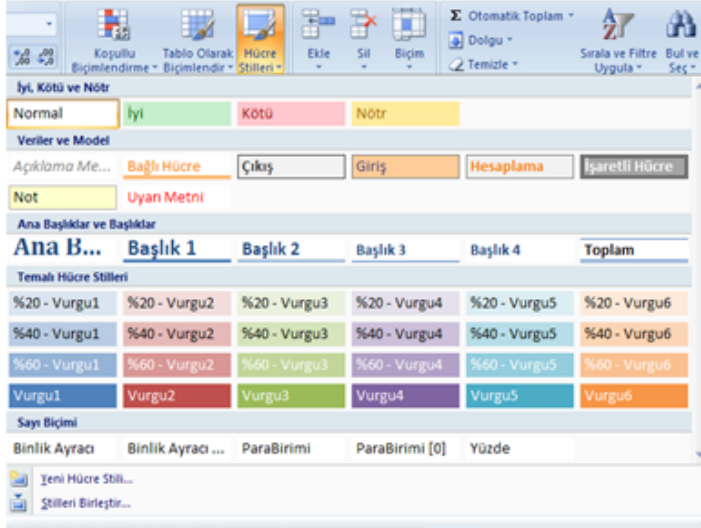 Σ Otomatik Toplam
Dolgu
Temizle
Koşullu Biçimlendirme
Tablo Olarak Biçimlendir
Hücre Stilleri
Ekle
Sil
Biçim
Sırala ve Filtre Uygula
Bul ve Seç
İyi, Kötü ve Nötr
Normal İyi Kötü Nötr
Veriler ve Model
Açıklama Me... Bağlı Hücre Çıkış Giriş Hesaplama İşaretli Hücre
Not Uyarı Metni
Ana Başlıklar ve Başlıklar
Ana B... Başlık 1 Başlık 2 Başlık 3 Başlık 4 Toplam
Temalı Hücre Stilleri
%20 - Vurgu1 %20 - Vurgu2 %20 - Vurgu3 %20 - Vurgu4 %20 - Vurgu5 %20 - Vurgu6
%40 - Vurgu1 %40 - Vurgu2 %40 - Vurgu3 %40 - Vurgu4 %40 - Vurgu5 %40 - Vurgu6
%60 - Vurgu1 %60 - Vurgu2 %60 - Vurgu3 %60 - Vurgu4 %60 - Vurgu5 %60 - Vurgu6
Vurgu1 Vurgu2 Vurgu3 Vurgu4 Vurgu5 Vurgu6
Sayı Biçimi
Binlik Ayracı Binlik Ayracı ... ParaBirimi ParaBirimi [0] Yüzde
Yeni Hücre Stili...
Stilleri Birleştir...